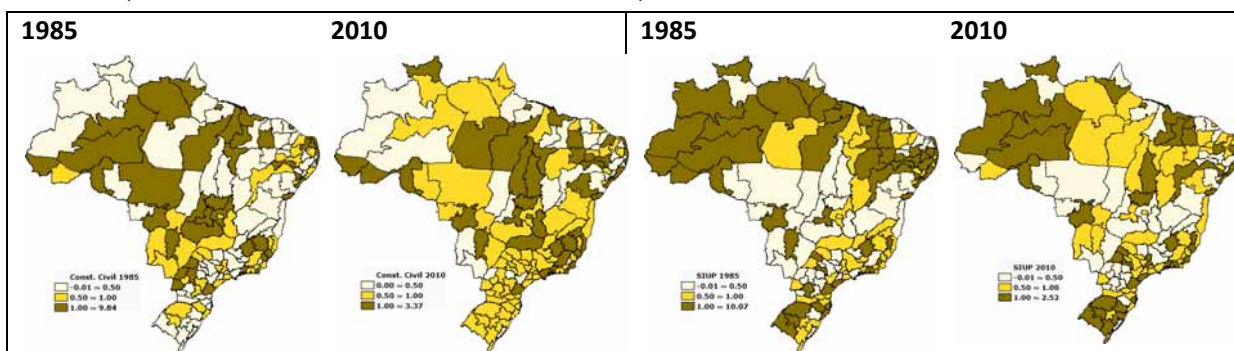 1985
2010
1985
2010
Const. Civil 1985
-0.01 ≈ 0.50
0.50 ≈ 1.00
1.00 ≈ 9.84
Const. Civil 2010
0.00 ≈ 0.50
0.50 ≈ 1.00
1.00 ≈ 3.37
SIUP 1985
-0.01 ≈ 0.50
0.50 ≈ 1.00
1.00 ≈ 10.07
SIUP 2010
-0.01 ≈ 0.50
0.50 ≈ 1.00
1.00 ≈ 2.52